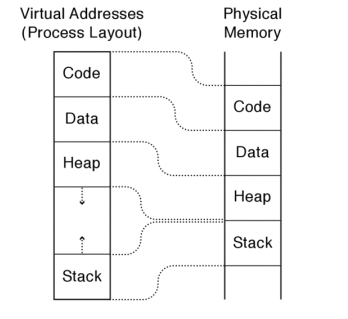 Virtual Addresses
(Process Layout)
Physical
Memory
Code
Data
Heap
Stack
Code
Data
Heap
Stack